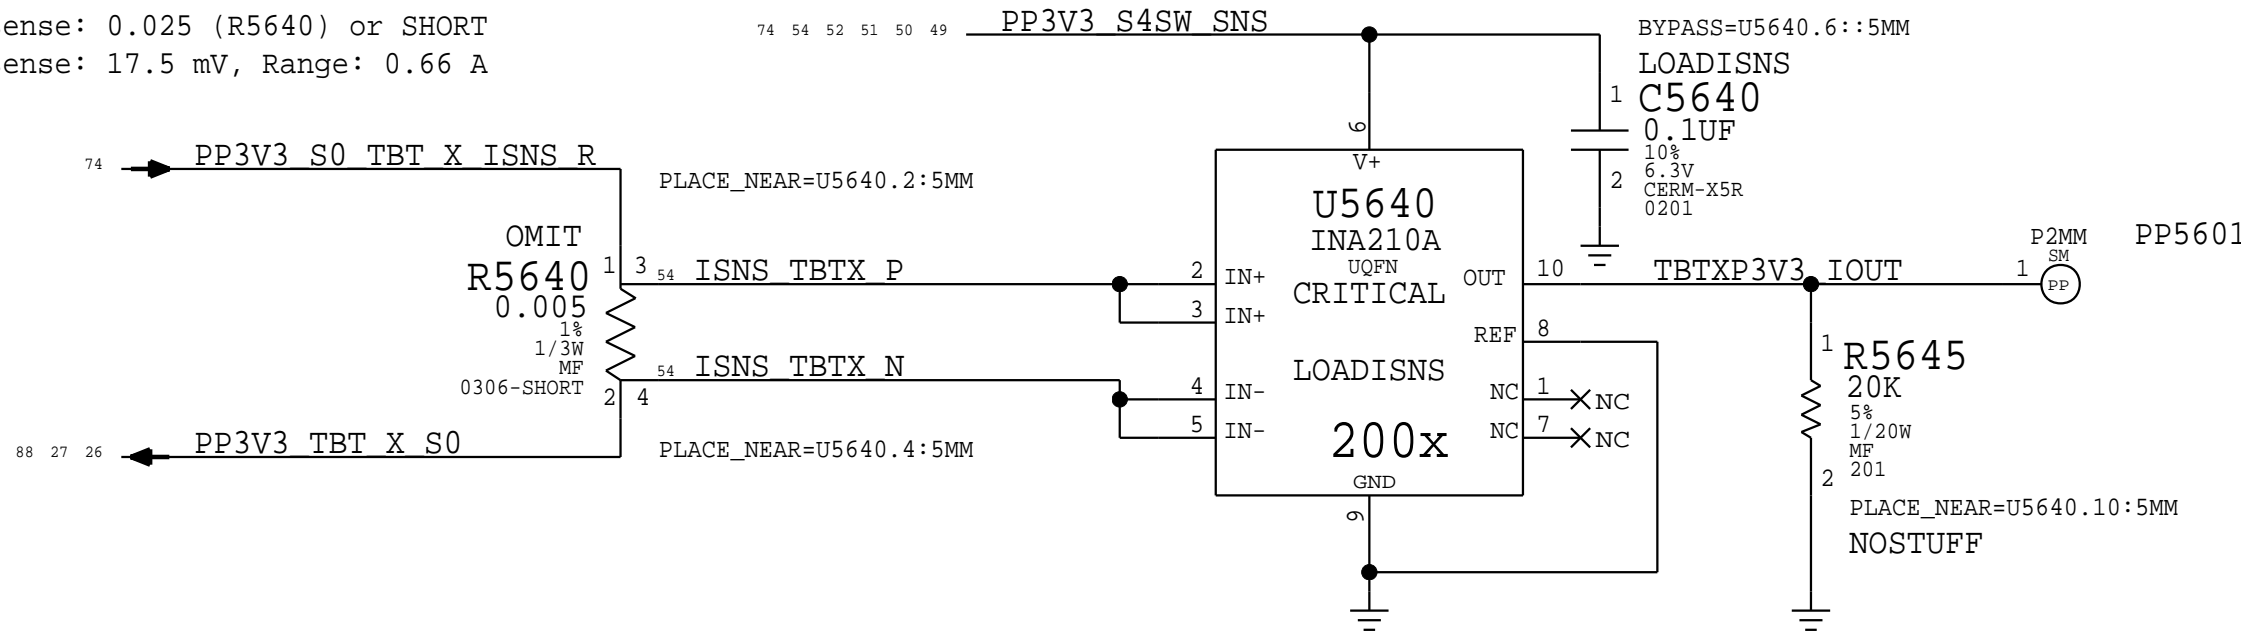 ense: 0.025 (R5640) or SHORT
ense: 17.5 mV, Range: 0.66 A
74 54 52 51 50 49
PP3V3_S4SW_SNS
BYPASS=U5640.6::5MM
LOADISNS
1
C5640
0.1UF
10%
6.3V
CERM-X5R
0201
2
74
PP3V3_S0_TBT_X_ISNS_R
PLACE_NEAR=U5640.2:5MM
OMIT
R5640
0.005
1%
1/3W
MF
0306-SHORT
1 3
2 4
54 ISNS_TBTX_P
54 ISNS_TBTX_N
88 27 26
PP3V3_TBT_X_S0
PLACE_NEAR=U5640.4:5MM
6
V+
U5640
INA210A
UQFN
CRITICAL
LOADISNS
200x
GND
9
2 IN+
3 IN+
4 IN-
5 IN-
OUT 10
REF 8
NC 1 NC
NC 7 NC
TBTXP3V3_IOUT
1
P2MM
SM
PP
PP5601
1
R5645
20K
5%
1/20W
MF
201
2
PLACE_NEAR=U5640.10:5MM
NOSTUFF